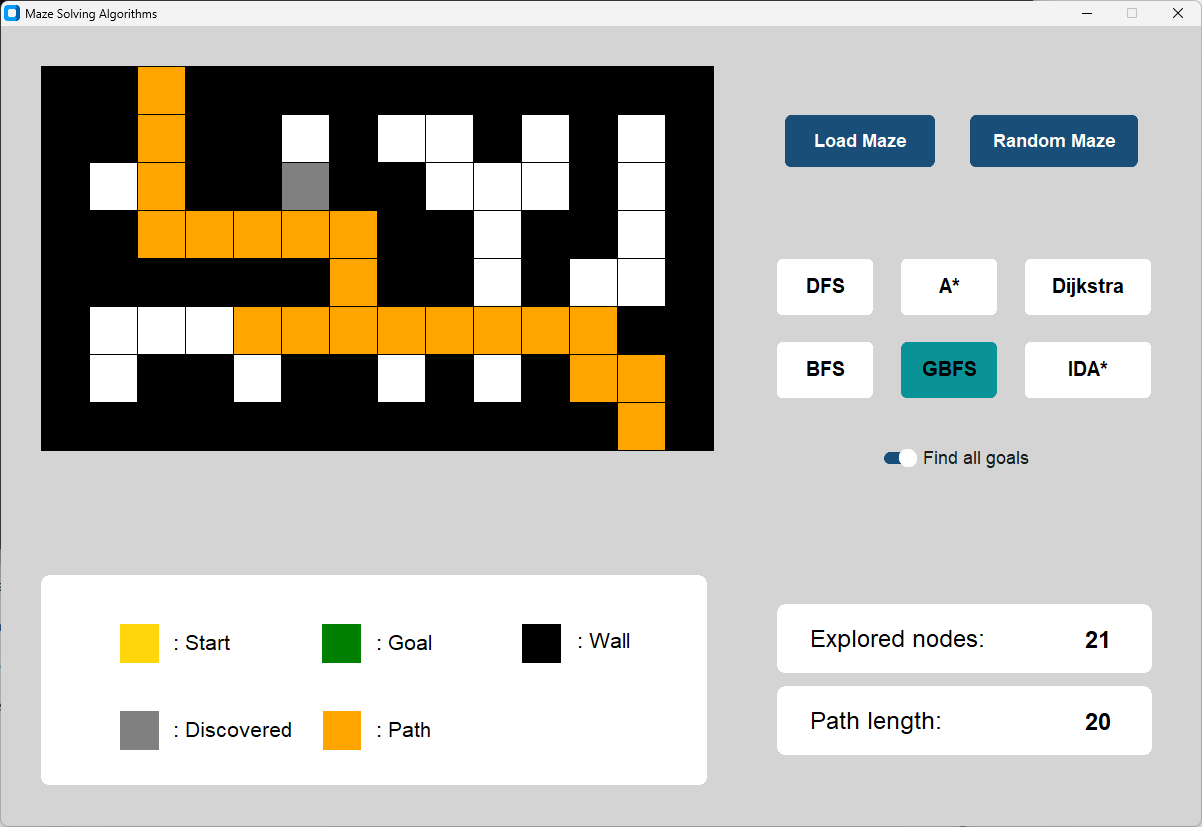 Maze Solving Algorithms
Load Maze
Random Maze
DFS
A*
Dijkstra
BFS
GBFS
IDA*
Find all goals
: Start
: Goal
: Wall
: Discovered
: Path
Explored nodes: 21
Path length: 20